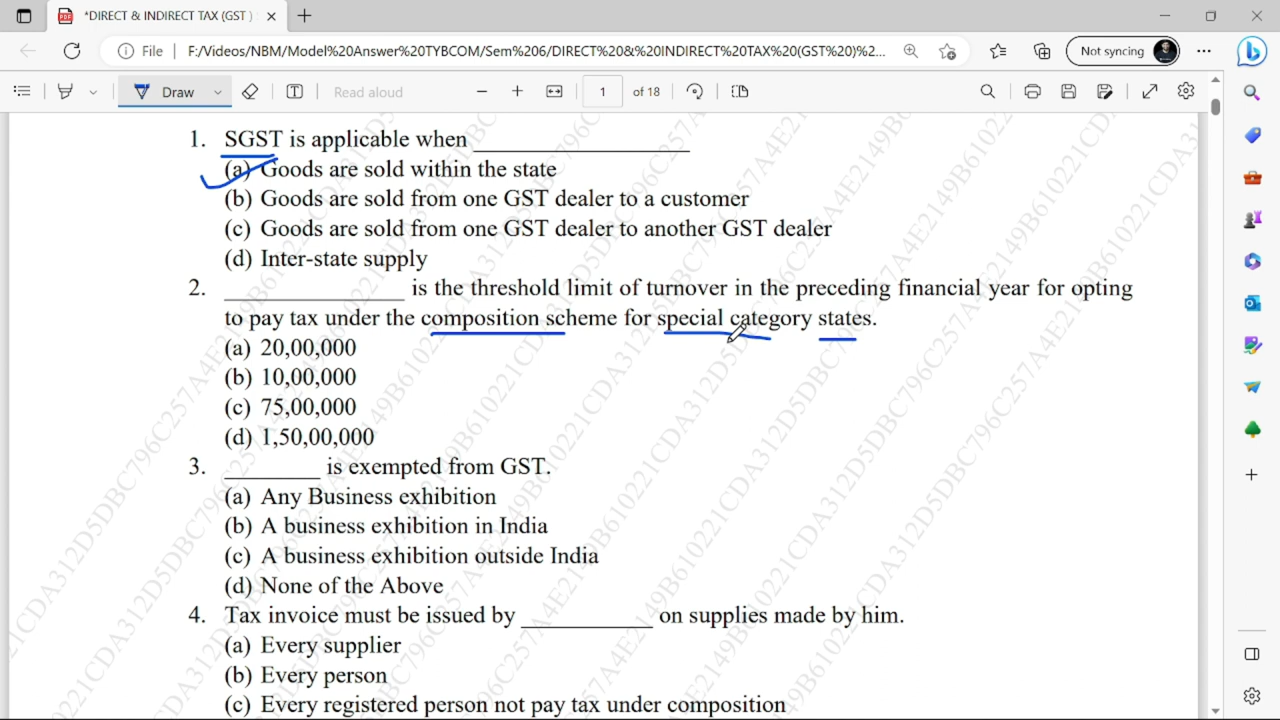 *DIRECT & INDIRECT TAX (GST )
File
F:/Videos/NBM/Model%20Answer%20TYBCOM/Sem%206/DIRECT%20&%20INDIRECT%20TAX%20(GST%20)%2...
Not syncing
Draw
Read aloud
1
of 18
1. SGST is applicable when _______________
(a) Goods are sold within the state
(b) Goods are sold from one GST dealer to a customer
(c) Goods are sold from one GST dealer to another GST dealer
(d) Inter-state supply
2. _______________ is the threshold limit of turnover in the preceding financial year for opting
to pay tax under the composition scheme for special category states.
(a) 20,00,000
(b) 10,00,000
(c) 75,00,000
(d) 1,50,00,000
3. ________ is exempted from GST.
(a) Any Business exhibition
(b) A business exhibition in India
(c) A business exhibition outside India
(d) None of the Above
4. Tax invoice must be issued by ___________ on supplies made by him.
(a) Every supplier
(b) Every person
(c) Every registered person not pay tax under composition